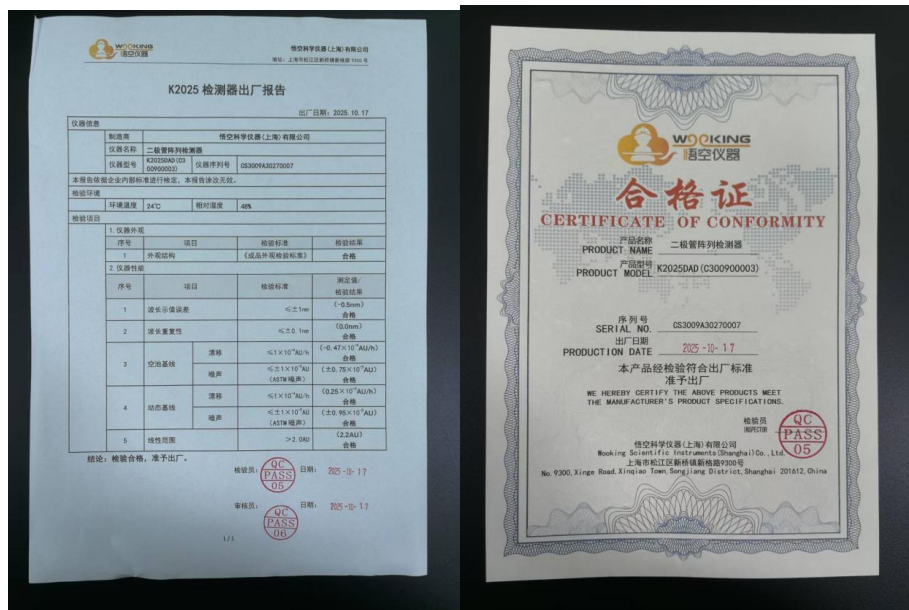 WOOKING
悟空仪器
悟空科学仪器(上海)有限公司
地址: 上海市松江区新桥镇新格路9300号
K2025 检测器出厂报告
出厂日期: 2025.10.17
仪器信息
制造商 悟空科学仪器(上海)有限公司
仪器名称 二极管阵列检测器
仪器型号 K2025DAD(C300900003) 仪器序列号 GS3009A30270007
本报告依据企业内部标准进行检定, 本报告涂改无效。
检验环境
环境温度 24℃ 相对湿度 48%
检验项目
1.仪器外观
序号 项目 检验标准 检验结果
1 外观结构 《成品外观检验标准》 合格
2.仪器性能
序号 项目 检验标准 测定值/检验结果
1 波长示值误差 ≤±1nm (-0.5nm) 合格
2 波长重复性 ≤±0.1nm (0.0nm) 合格
3 空池基线 漂移
合格
噪声
(ASTM 噪声) 合格
4 动态基线 漂移
合格
噪声
(ASTM 噪声) 合格
5 线性范围 >2.0AU (2.2AU) 合格
结论: 检验合格, 准予出厂。
检验员: QC PASS 05 日期: 2025-10-17
审核员: QC PASS 06 日期: 2025-10-17
1/1
WOOKING
悟空仪器
合格证
CERTIFICATE OF CONFORMITY
产品名称
PRODUCT NAME 二极管阵列检测器
产品型号
PRODUCT MODEL K2025DAD(C300900003)
序列号
SERIAL NO. GS3009A30270007
出厂日期
PRODUCTION DATE 2025-10-17
本产品经检验符合出厂标准
准予出厂
WE HEREBY CERTIFY THE ABOVE PRODUCTS MEET
THE MANUFACTURER'S PRODUCT SPECIFICATIONS.
检验员
INSPECTOR
QC
PASS
05
悟空科学仪器(上海)有限公司
Wooking Scientific Instruments(Shanghai)Co.,Ltd.
上海市松江区新桥镇新格路9300号
No.9300,Xinge Road,Xinqiao Town,Songjiang District,Shanghai 201612,China